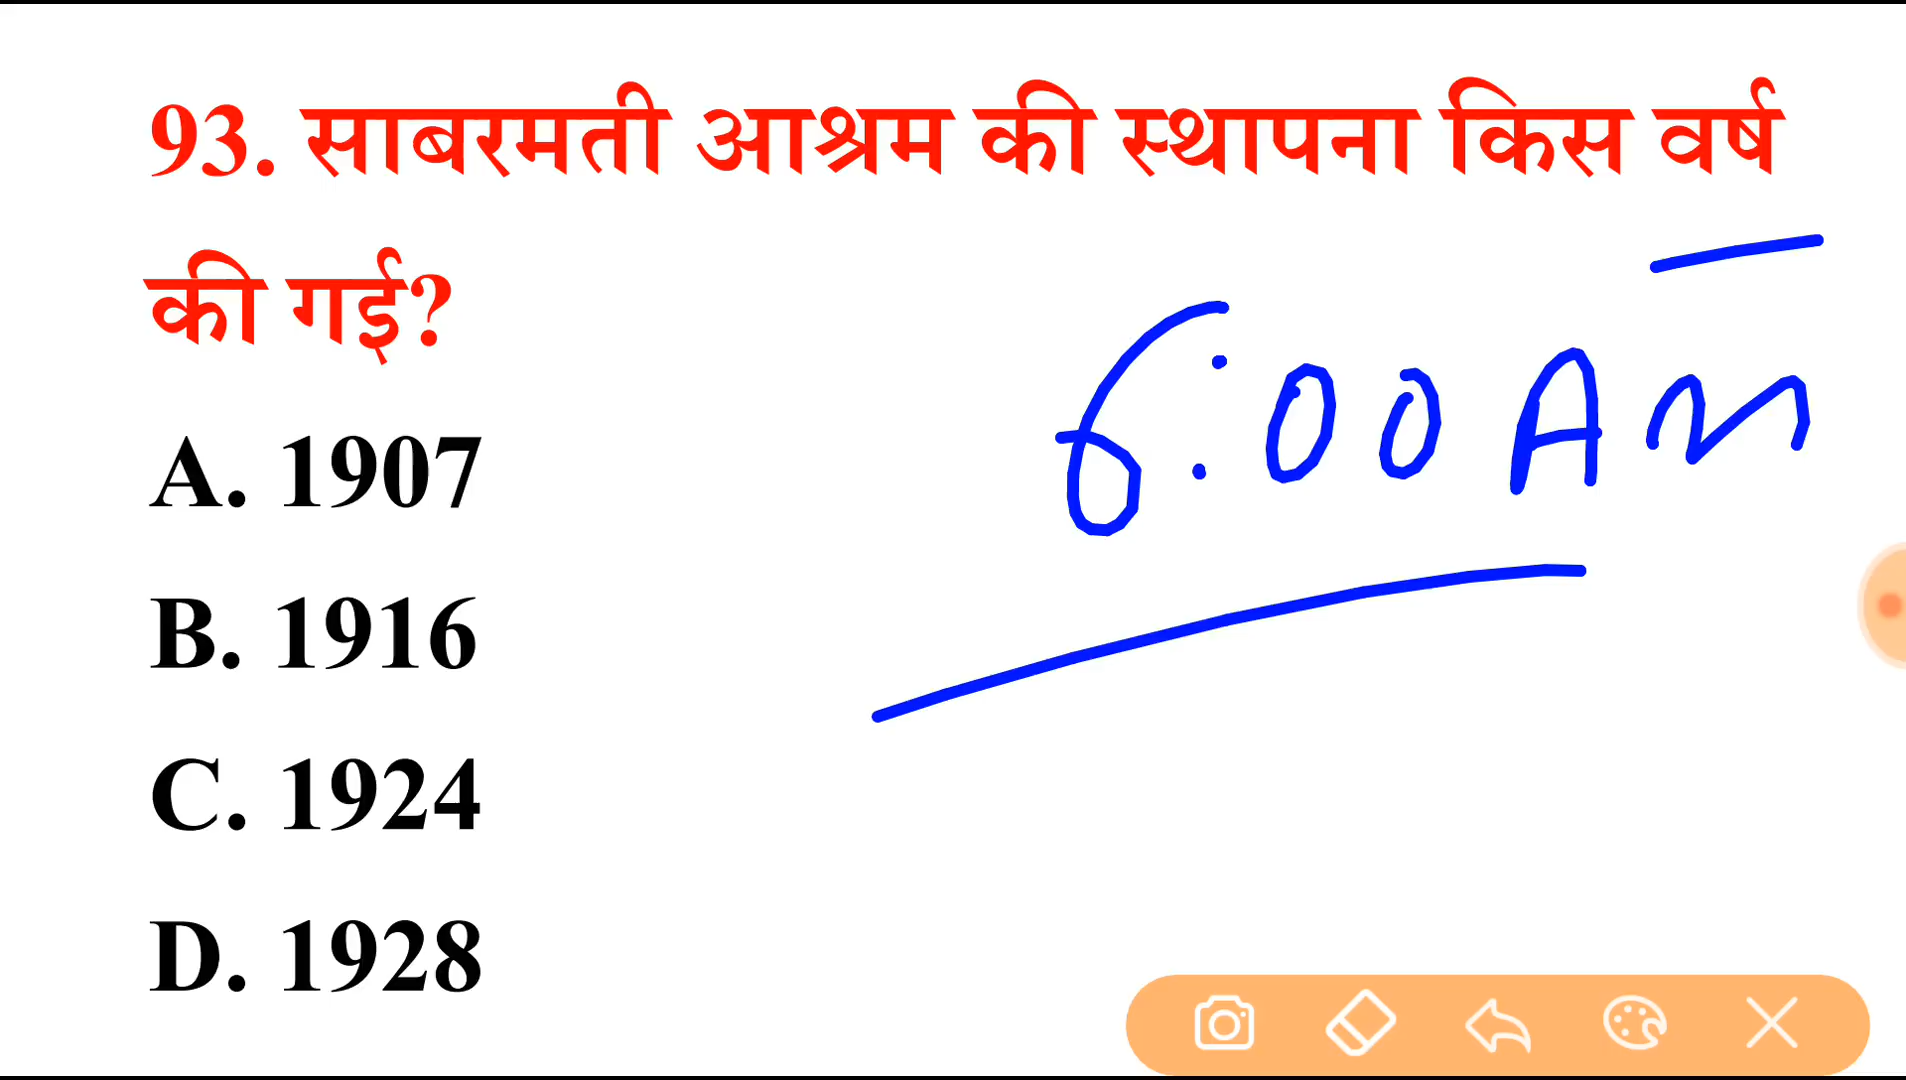 93. साबरमती आश्रम की स्थापना किस वर्ष
की गई?
6:00 AM
A. 1907
B. 1916
C. 1924
D. 1928